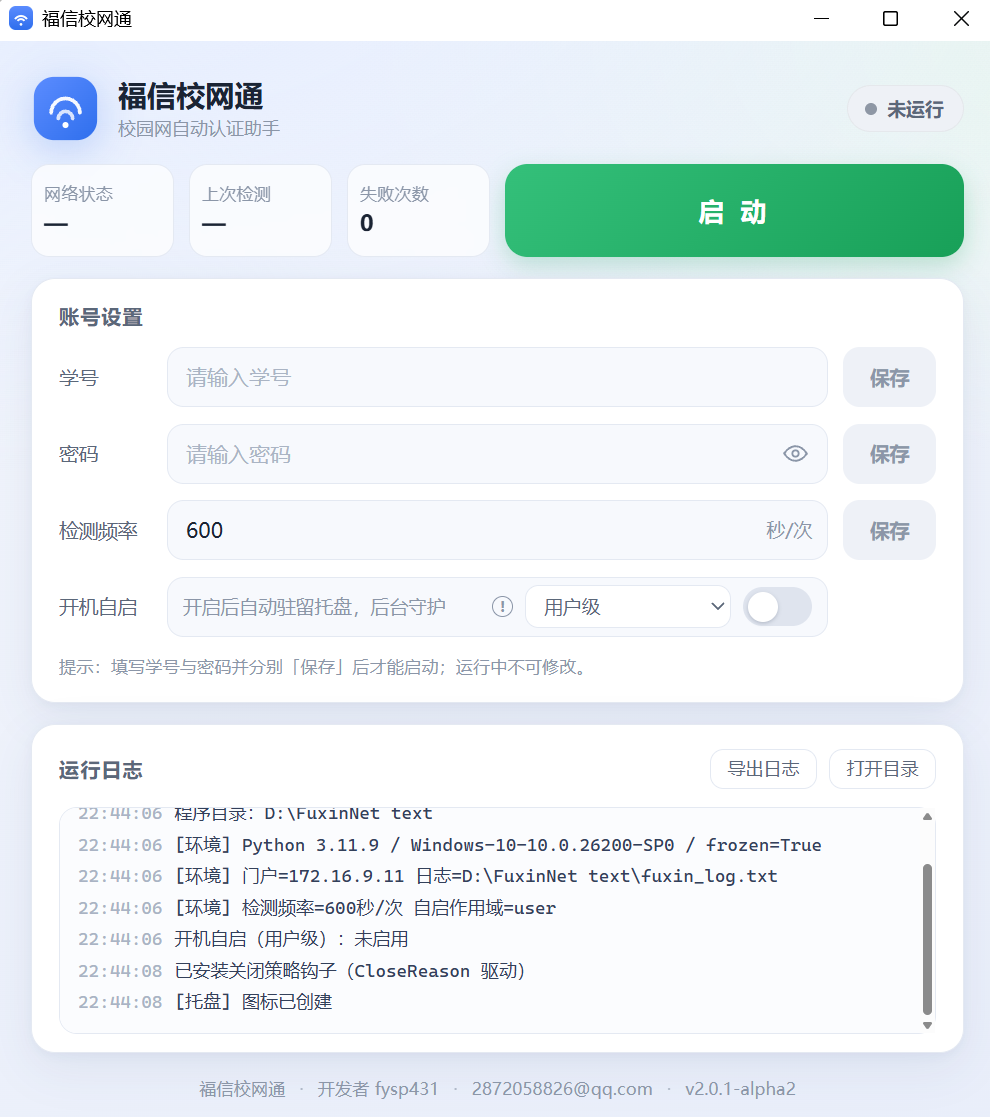 福信校网通
福信校网通
校园网自动认证助手
未运行
网络状态
—
上次检测
—
失败次数
0
启 动
账号设置
学号 请输入学号 保存
密码 请输入密码 保存
检测频率 600 秒/次 保存
开机自启 开启后自动驻留托盘，后台守护 用户级
提示：填写学号与密码并分别「保存」后才能启动；运行中不可修改。
运行日志 导出日志 打开目录
22:44:06 程序目录：D:\FuxinNet text
22:44:06 [环境] Python 3.11.9 / Windows-10-10.0.26200-SP0 / frozen=True
22:44:06 [环境] 门户=172.16.9.11 日志=D:\FuxinNet text\fuxin_log.txt
22:44:06 [环境] 检测频率=600秒/次 自启作用域=user
22:44:06 开机自启（用户级）：未启用
22:44:08 已安装关闭策略钩子（CloseReason 驱动）
22:44:08 [托盘] 图标已创建
福信校网通 · 开发者 fysp431 · 2872058826@qq.com · v2.0.1-alpha2